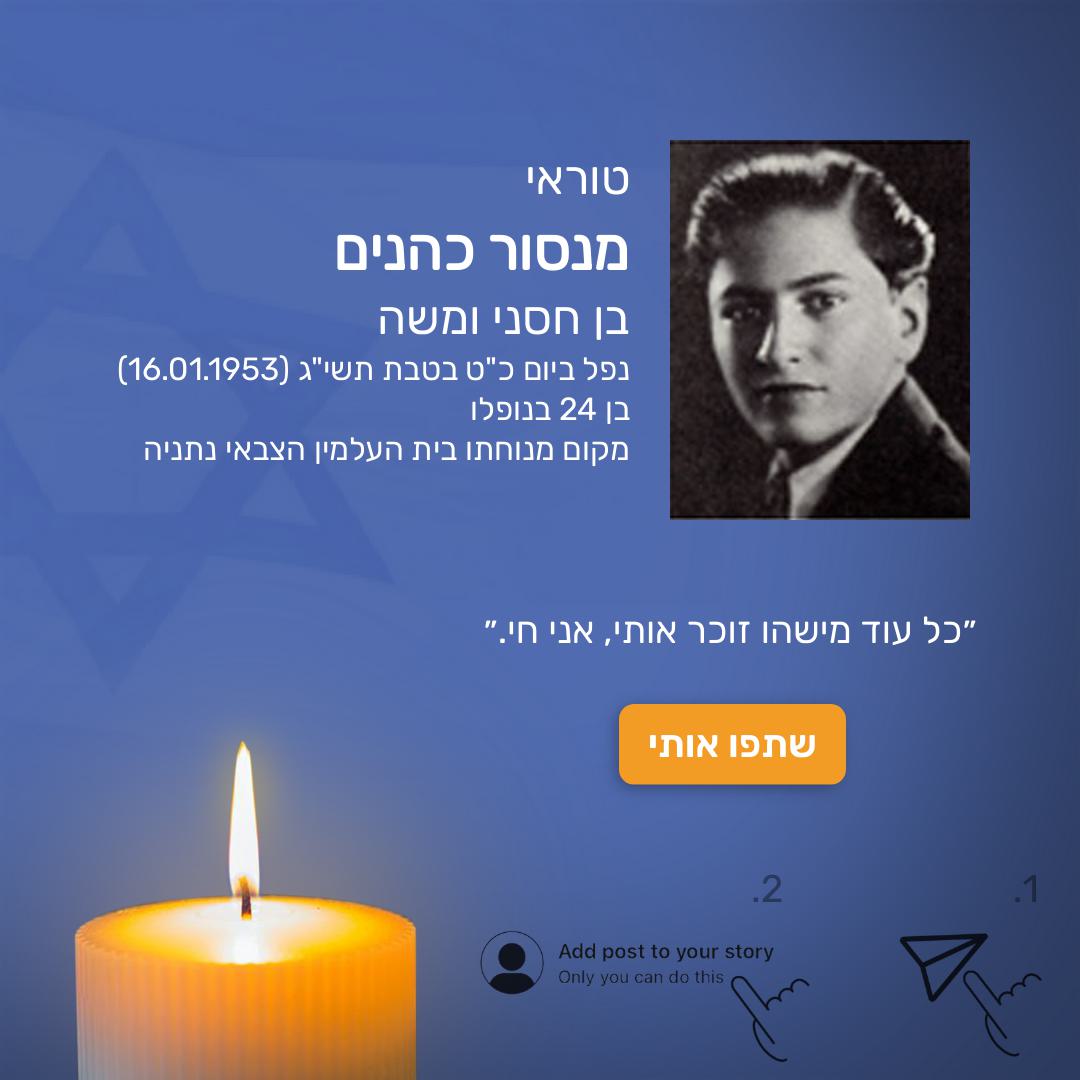 טוראי
מנסור כהנים
בן חסני ומשה
נפל ביום כ"ט בטבת תשי"ג (16.01.1953)
בן 24 בנופלו
מקום מנוחתו בית העלמין הצבאי נתניה
״כל עוד מישהו זוכר אותי, אני חי.״
שתפו אותי
1.
2.
Add post to your story
Only you can do this